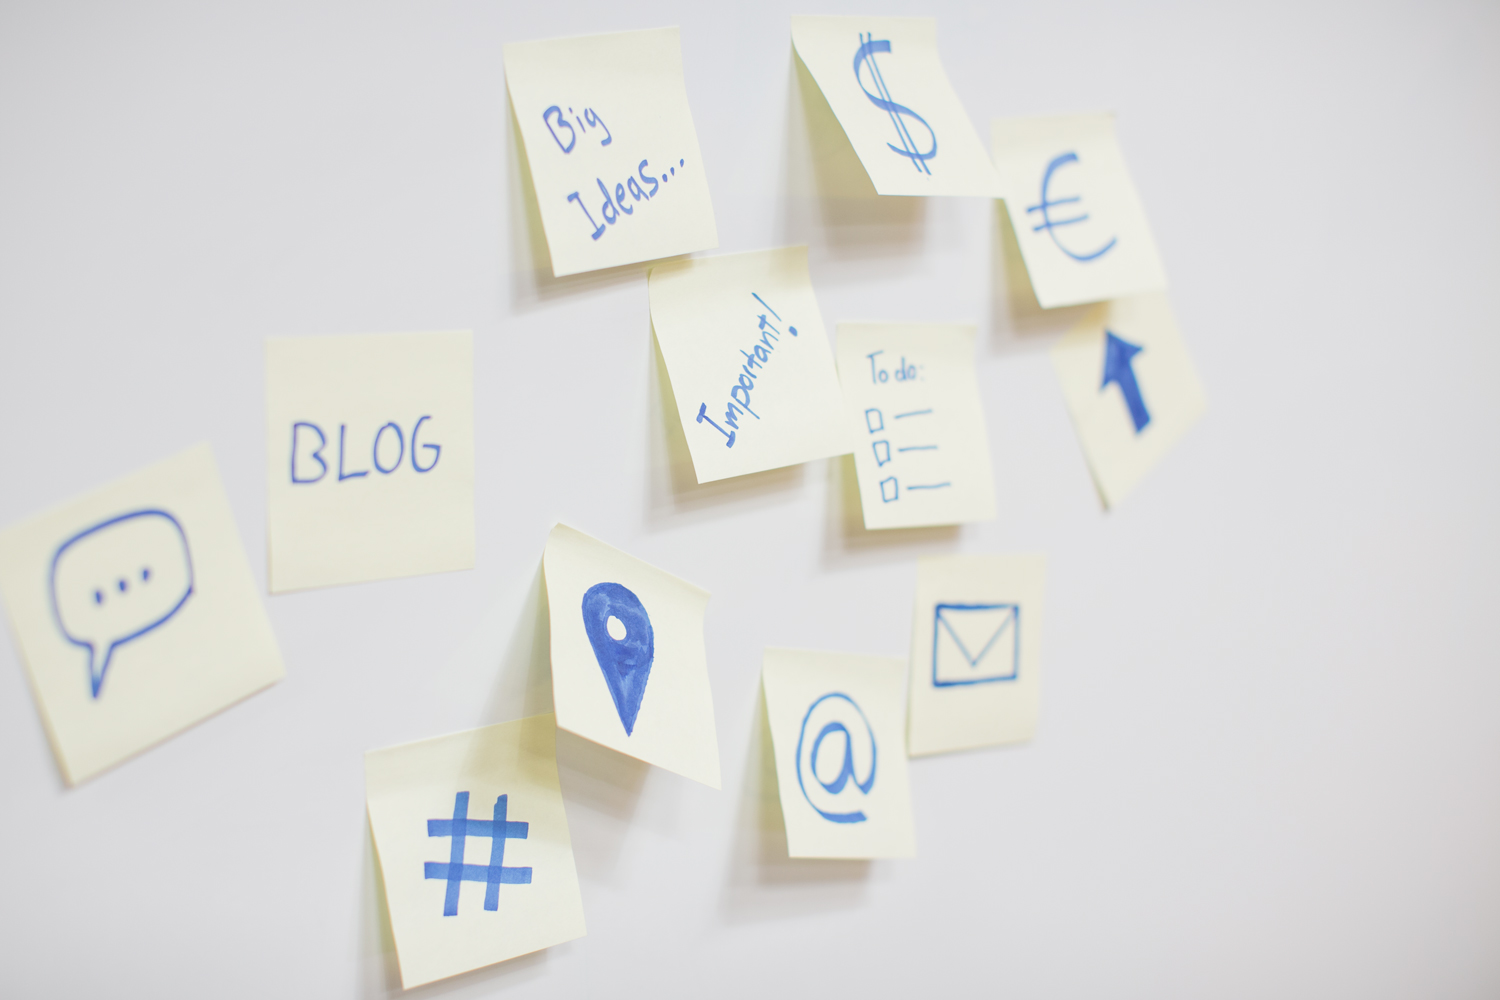 Big
Ideas...
$
€
Important!
To do:
BLOG
...
@
#